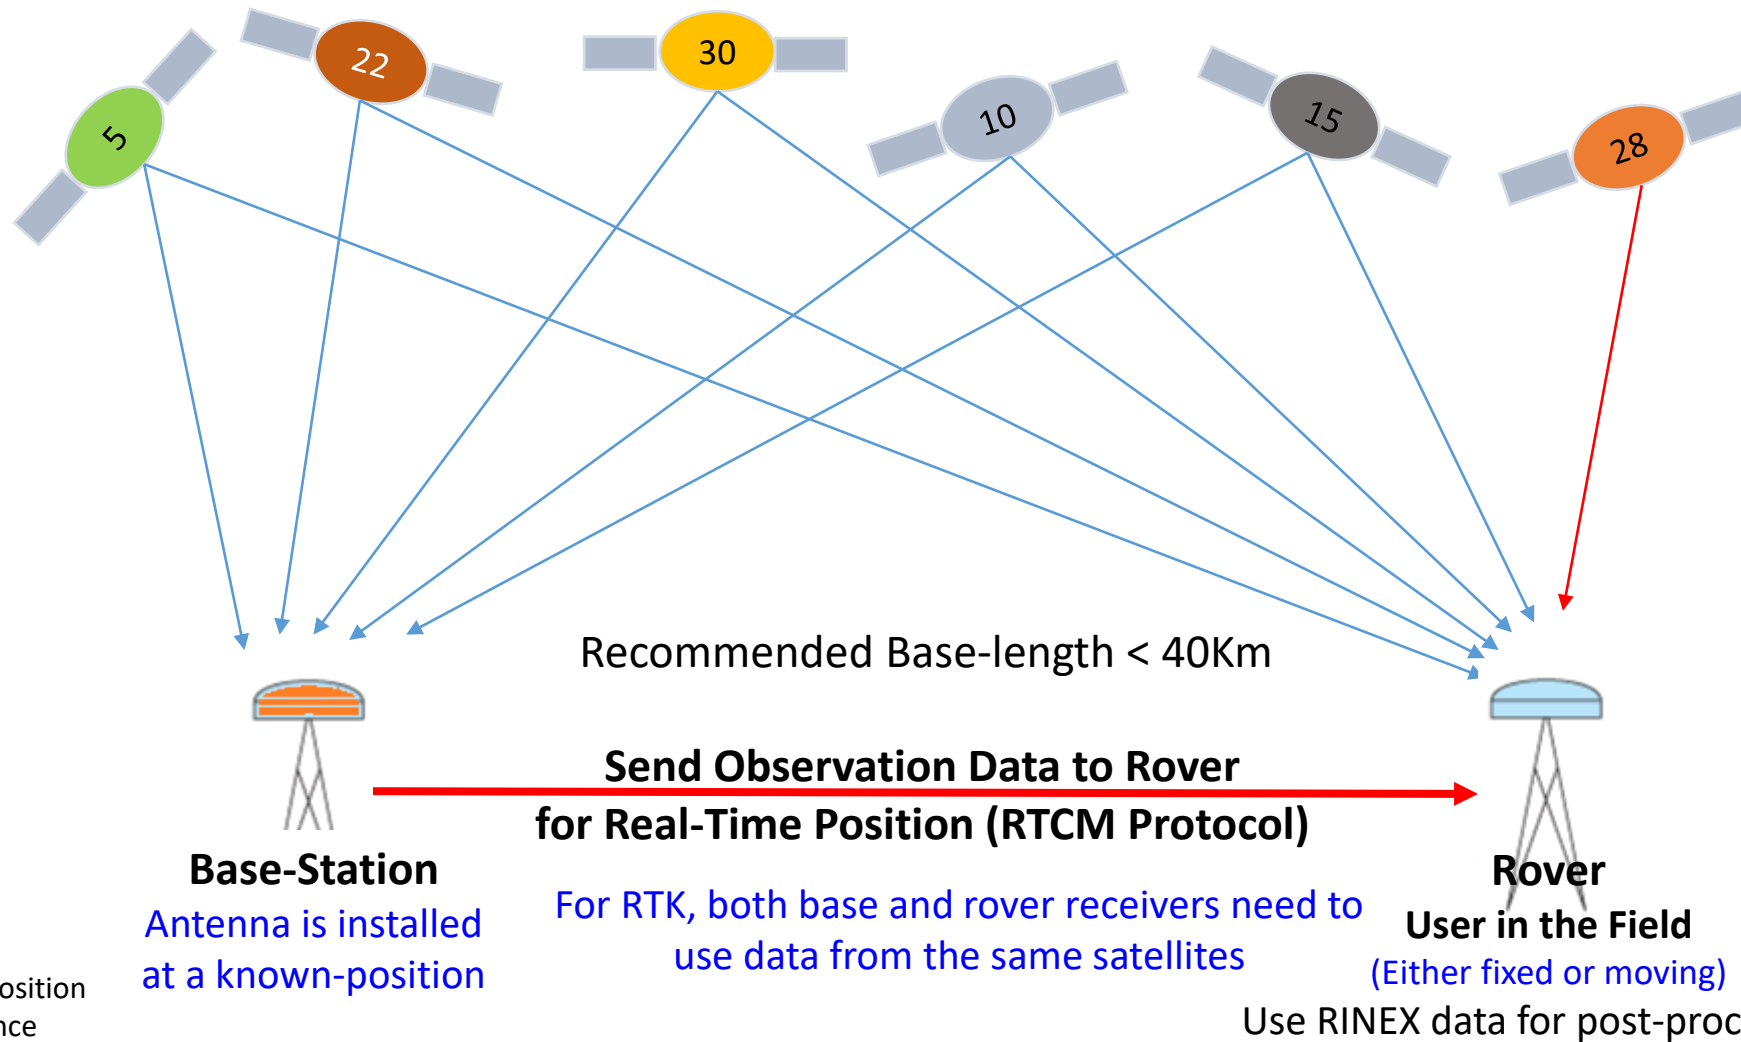 5
22
30
10
15
28
Recommended Base-length < 40Km
Send Observation Data to Rover
for Real-Time Position (RTCM Protocol)
Base-Station
Antenna is installed
at a known-position
For RTK, both base and rover receivers need to
use data from the same satellites
Rover
User in the Field
(Either fixed or moving)
Use RINEX data for post-proc